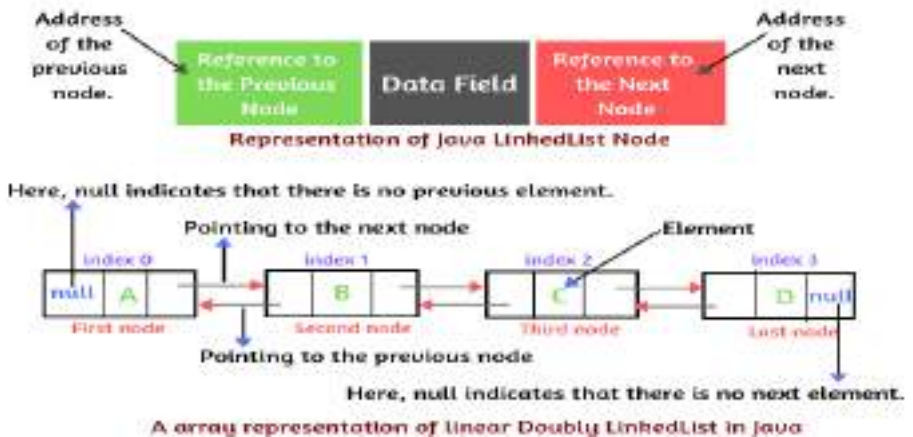 Address
of the
previous
node.
Reference to
the Previous
Node
Data Field
Reference to
the Next
Node
Address
of the
next
node.
Representation of Java LinkedList Node
Here, null indicates that there is no previous element.
Pointing to the next node
Element
index 0
index 1
index 2
index 3
null A
B
C
D null
First node
Second node
Third node
Last node
Pointing to the previous node
Here, null indicates that there is no next element.
A array representation of linear Doubly LinkedList in Java